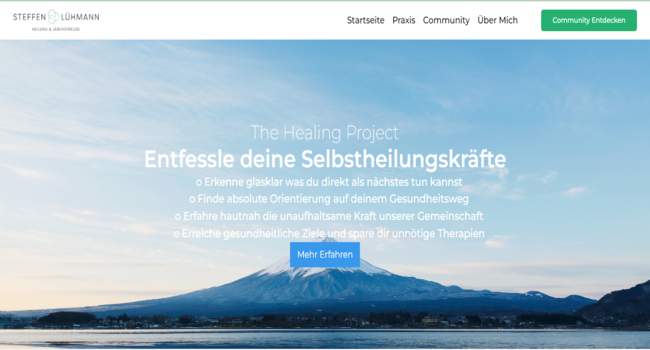 STEFFEN LÜHMANN
HEILUNG & LEBENSFREUDE
Startseite Praxis Community Über Mich
Community Entdecken
The Healing Project
Entfessle deine Selbstheilungskräfte
o Erkenne glasklar was du direkt als nächstes tun kannst
o Finde absolute Orientierung auf deinem Gesundheitsweg
o Erfahre hautnah die unaufhaltsame Kraft unserer Gemeinschaft
o Erreiche gesundheitliche Ziele und spare dir unnötige Therapien
Mehr Erfahren